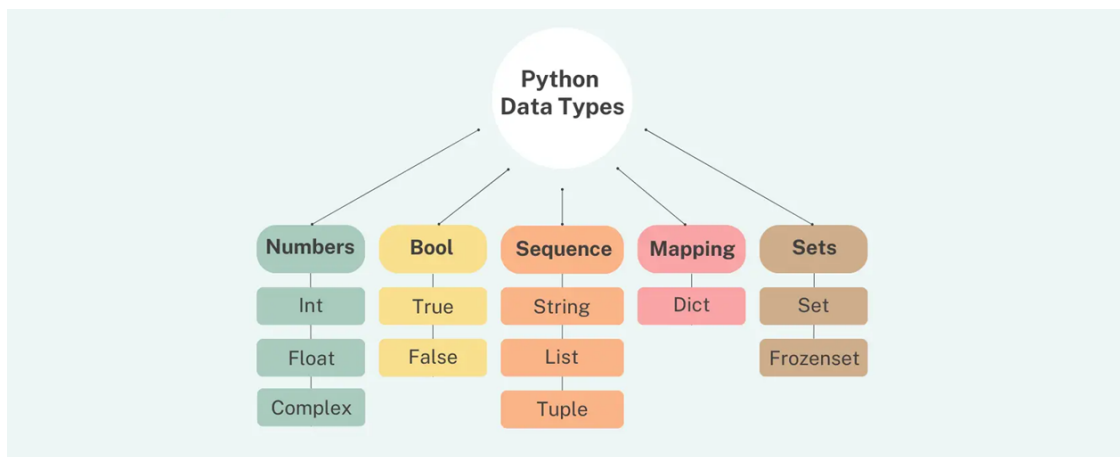 Python
Data Types
Numbers
Bool
Sequence
Mapping
Sets
Int
True
String
Dict
Set
Float
False
List
Frozenset
Complex
Tuple